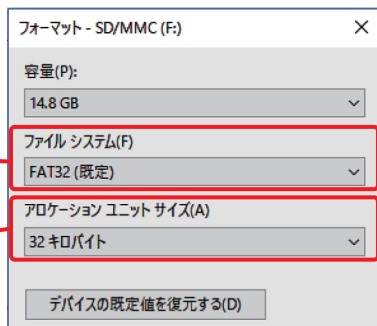 フォーマット - SD/MMC (F:)
容量(P):
14.8 GB
ファイル システム(F)
FAT32 (既定)
アロケーション ユニット サイズ(A)
32 キロバイト
デバイスの既定値を復元する(D)